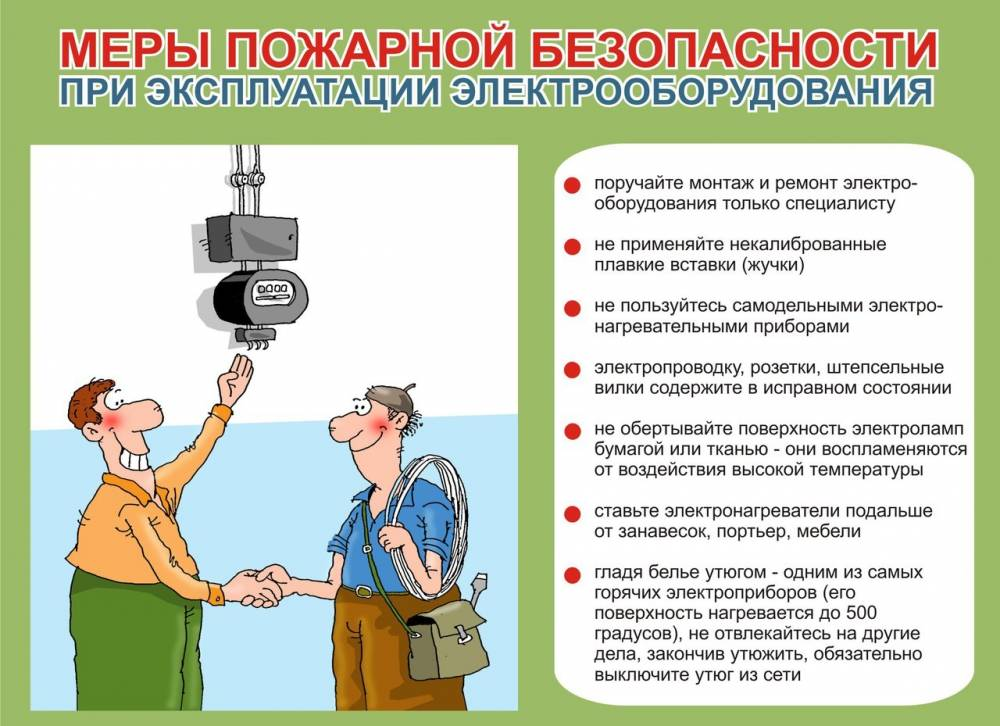 МЕРЫ ПОЖАРНОЙ БЕЗОПАСНОСТИ
ПРИ ЭКСПЛУАТАЦИИ ЭЛЕКТРООБОРУДОВАНИЯ
поручайте монтаж и ремонт электро-
оборудования только специалисту
не применяйте некалиброванные
плавкие вставки (жучки)
не пользуйтесь самодельными электро-
нагревательными приборами
электропроводку, розетки, штепсельные
вилки содержите в исправном состоянии
не обертывайте поверхность электроламп
бумагой или тканью - они воспламеняются
от воздействия высокой температуры
ставьте электронагреватели подальше
от занавесок, портьер, мебели
гладя белье утюгом - одним из самых
горячих электроприборов (его
поверхность нагревается до 500
градусов), не отвлекайтесь на другие
дела, закончив утюжить, обязательно
выключите утюг из сети